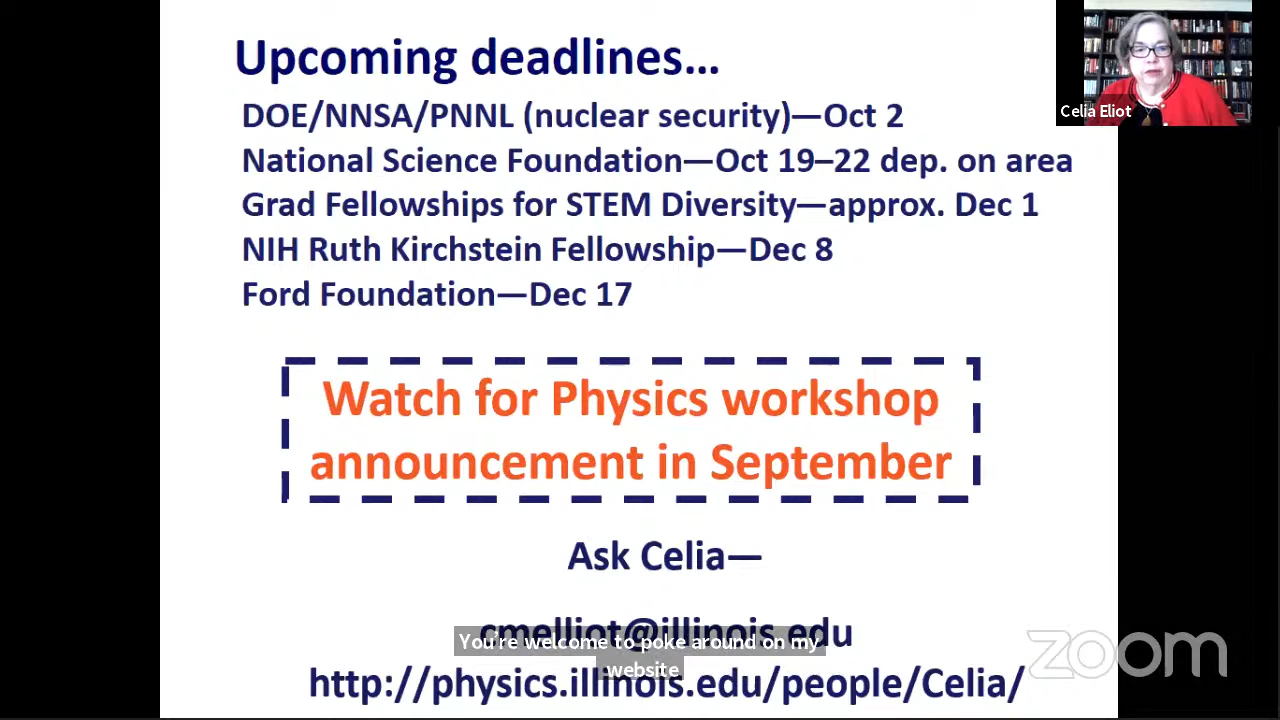 Upcoming deadlines…
DOE/NNSA/PNNL (nuclear security)—Oct 2
National Science Foundation—Oct 19–22 dep. on area
Grad Fellowships for STEM Diversity—approx. Dec 1
NIH Ruth Kirchstein Fellowship—Dec 8
Ford Foundation—Dec 17
Watch for Physics workshop
announcement in September
Ask Celia—
cmelliot@illinois.edu
You're welcome to poke around on my
website
http://physics.illinois.edu/people/Celia/
Celia Eliot
zoom